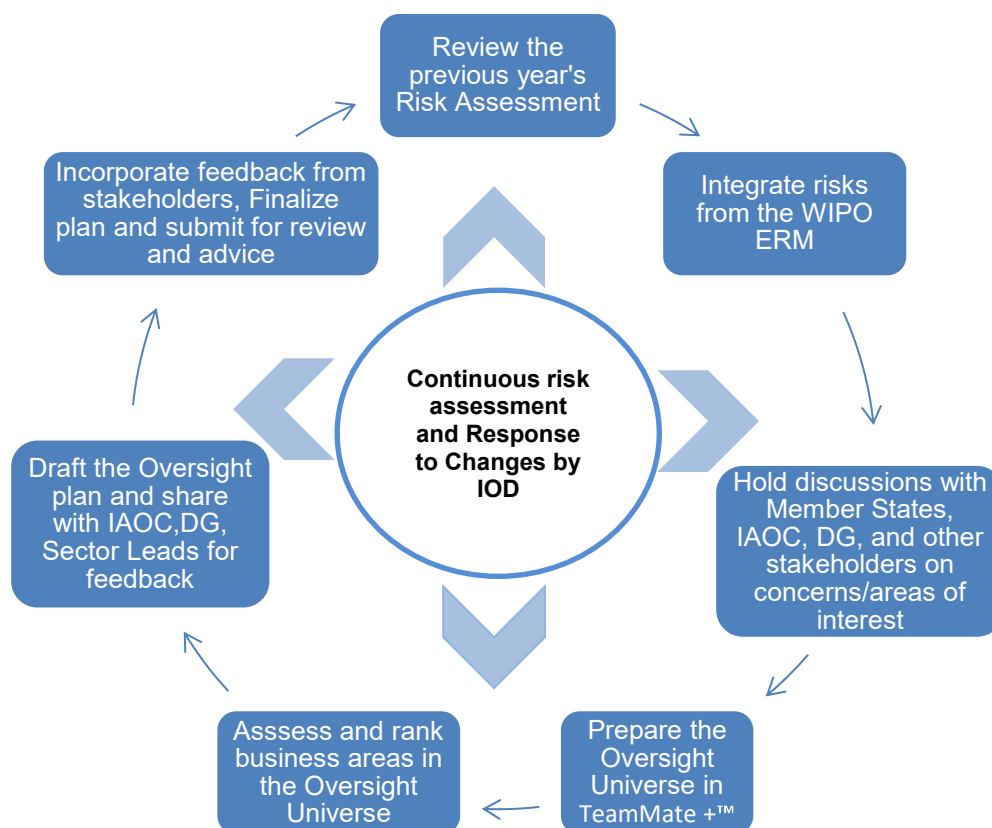 Review the
previous year's
Risk Assessment
Integrate risks
from the WIPO
ERM
Hold discussions with
Member States,
IAOC, DG, and other
stakeholders on
concerns/areas of
interest
Prepare the
Oversight
Universe in
TeamMate +™
Asssess and rank
business areas in
the Oversight
Universe
Draft the Oversight
plan and share
with IAOC,DG,
Sector Leads for
feedback
Incorporate feedback from
stakeholders, Finalize
plan and submit for review
and advice
Continuous risk
assessment
and Response
to Changes by
IOD